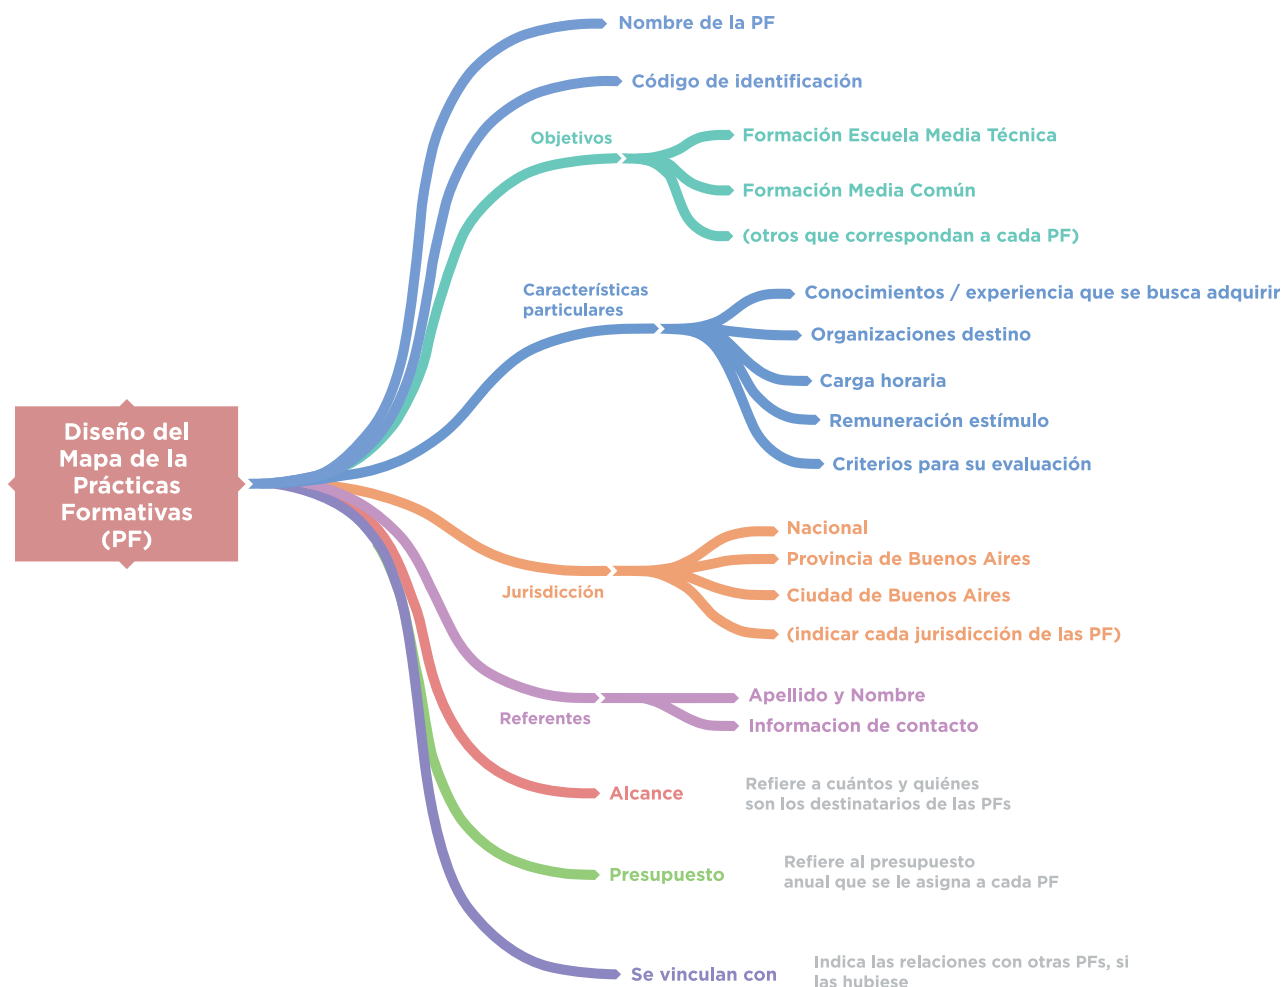 Nombre de la PF
Código de identificación
Objetivos
Formación Escuela Media Técnica
Formación Media Común
(otros que correspondan a cada PF)
Características
particulares
Conocimientos / experiencia que se busca adquirir
Organizaciones destino
Carga horaria
Remuneración estímulo
Criterios para su evaluación
Diseño del
Mapa de la
Prácticas
Formativas
(PF)
Jurisdicción
Nacional
Provincia de Buenos Aires
Ciudad de Buenos Aires
(indicar cada jurisdicción de las PF)
Referentes
Apellido y Nombre
Informacion de contacto
Alcance
Refiere a cuántos y quiénes
son los destinatarios de las PFs
Presupuesto
Refiere al presupuesto
anual que se le asigna a cada PF
Se vinculan con
Indica las relaciones con otras PFs, si
las hubiese